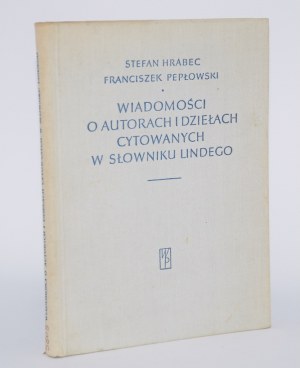 STEFAN HRABEC
FRANCISZEK PEPŁOWSKI
WIADOMOŚCI
O AUTORACH I DZIEŁACH
CYTOWANYCH
W SŁOWNIKU LINDEGO